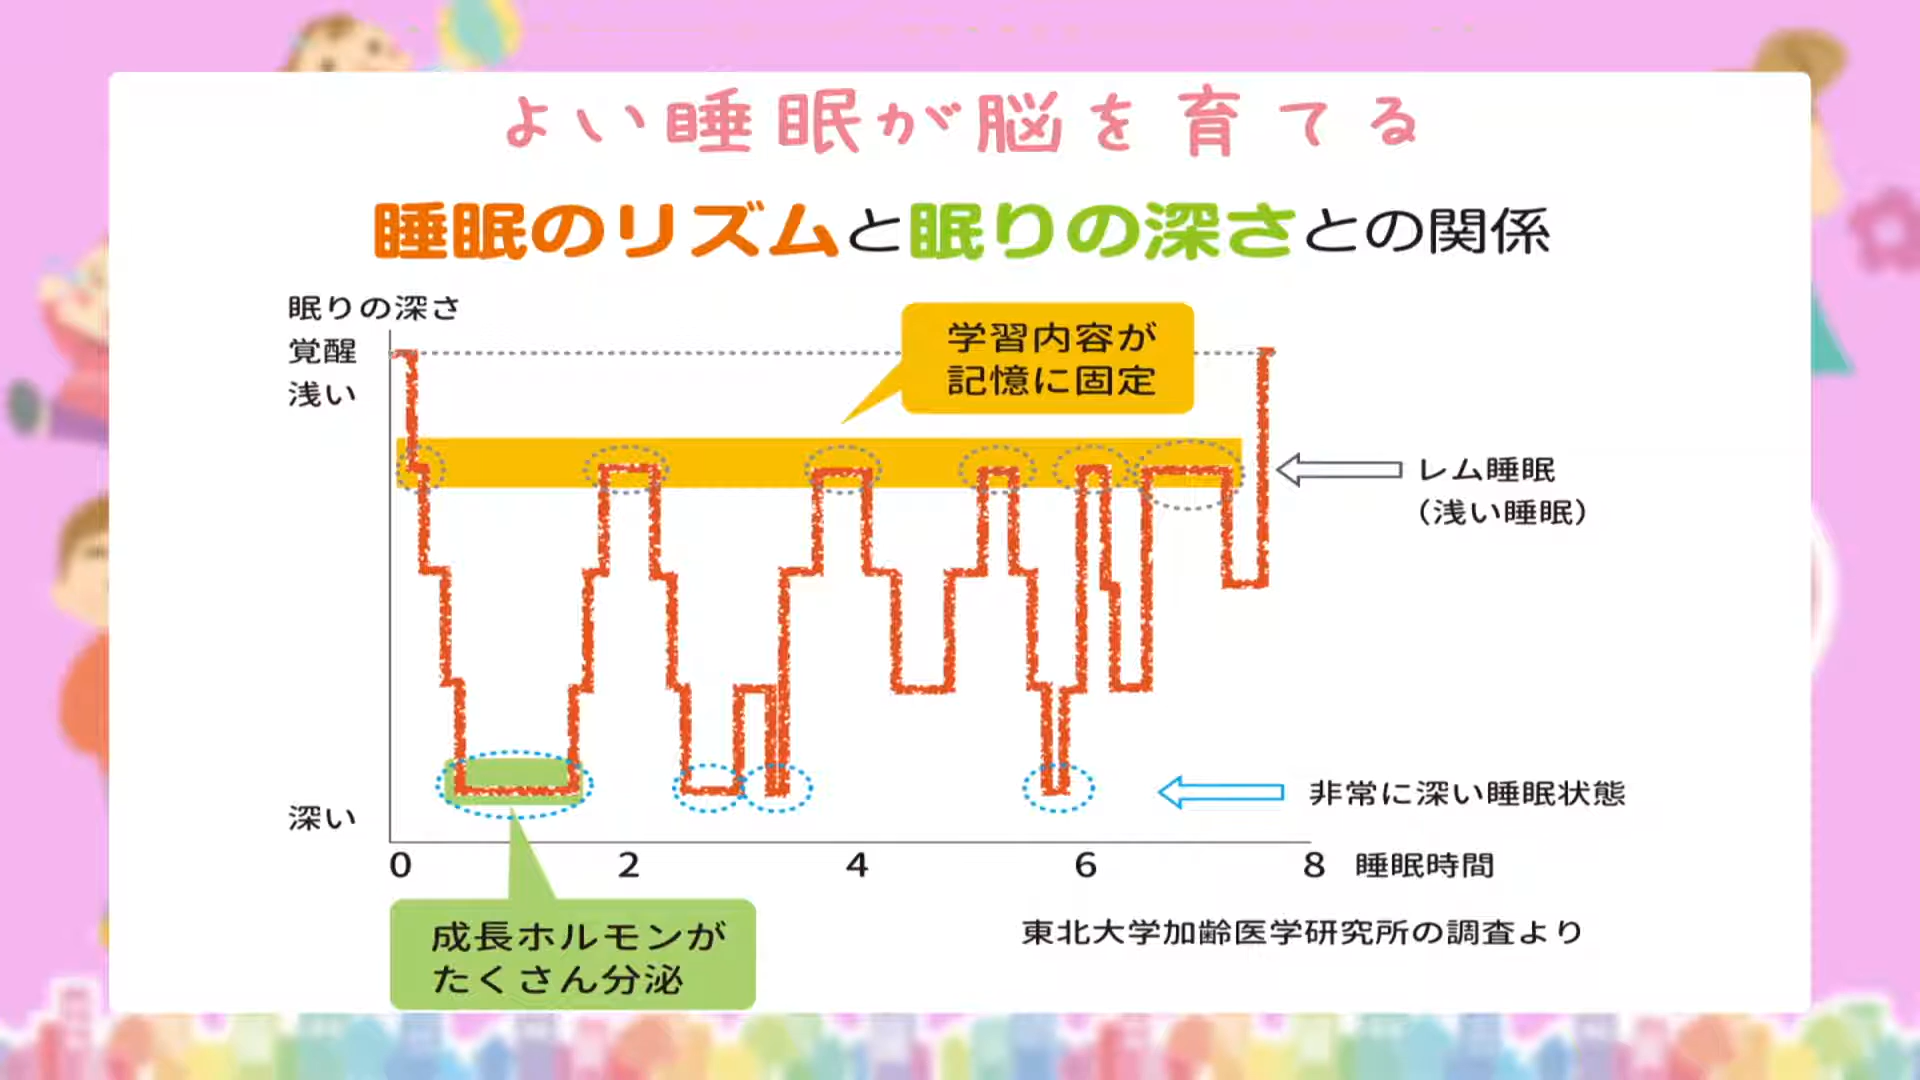 よい睡眠が脳を育てる
睡眠のリズムと眠りの深さとの関係
眠りの深さ
覚醒
浅い
学習内容が
記憶に固定
レム睡眠
（浅い睡眠）
非常に深い睡眠状態
深い
0 2 4 6 8 睡眠時間
成長ホルモンが
たくさん分泌
東北大学加齢医学研究所の調査より